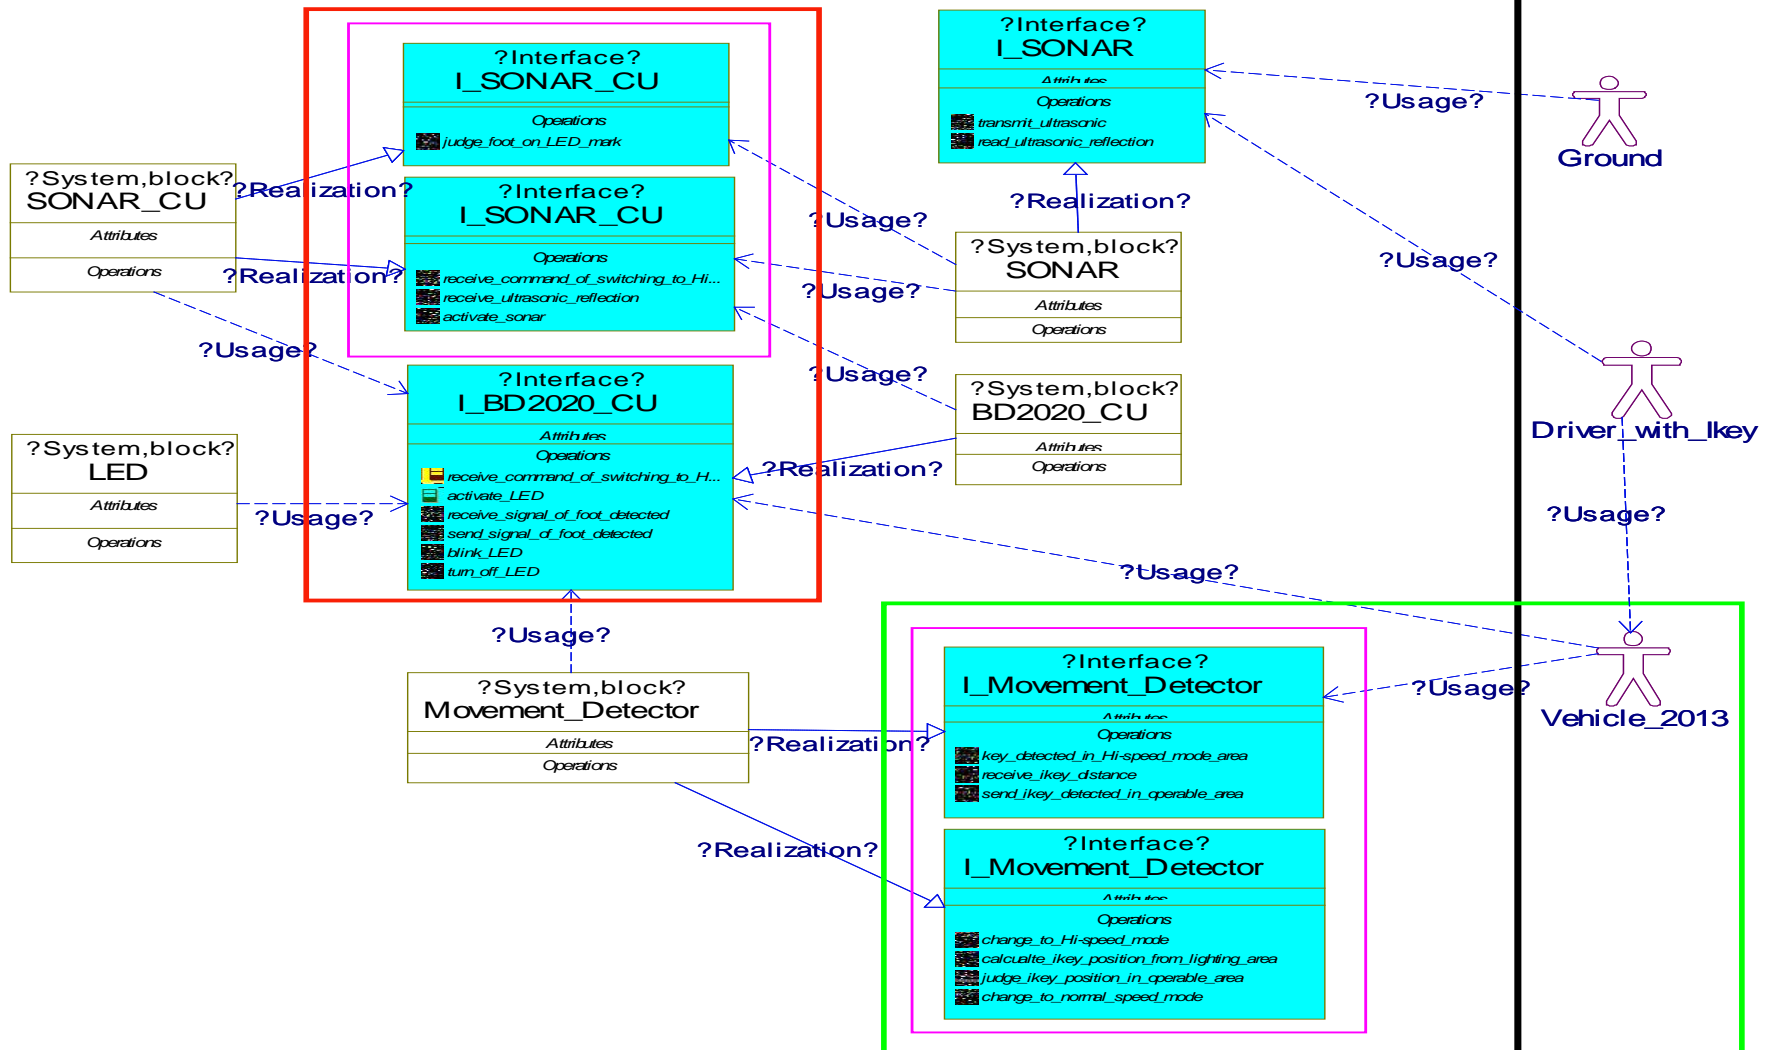 ?Interface?
I_SONAR_CU
Operations
judge_foot_on_LED_mark
?Interface?
I_SONAR
Attributes
Operations
transmit_ultrasonic
read_ultrasonic_reflection
?Usage?
Ground
?System,block?
SONAR_CU
Attributes
Operations
?Realization?
?Realization?
?Interface?
I_SONAR_CU
Operations
receive_command_of_switching_to_Hi...
receive_ultrasonic_reflection
activate_sonar
?Realization?
?Usage?
?Usage?
?System,block?
SONAR
Attributes
Operations
?Usage?
?Usage?
?Usage?
?Interface?
I_BD2020_CU
Attributes
Operations
receive_command_of_switching_to_H...
activate_LED
receive_signal_of_foot_detected
send_signal_of_foot_detected
blink_LED
turn_off_LED
?System,block?
BD2020_CU
Attributes
Operations
Driver_with_Ikey
?System,block?
LED
Attributes
Operations
?Usage?
?Realization?
?Usage?
?Usage?
?Usage?
?System,block?
Movement_Detector
Attributes
Operations
?Realization?
?Realization?
?Interface?
I_Movement_Detector
Attributes
Operations
key_detected_in_Hi-speed_mode_area
receive_ikey_distance
send_ikey_detected_in_operable_area
?Usage?
Vehicle_2013
?Interface?
I_Movement_Detector
Attributes
Operations
change_to_Hi-speed_mode
calcualte_ikey_position_from_lighting_area
judge_ikey_position_in_operable_area
change_to_normal_speed_mode